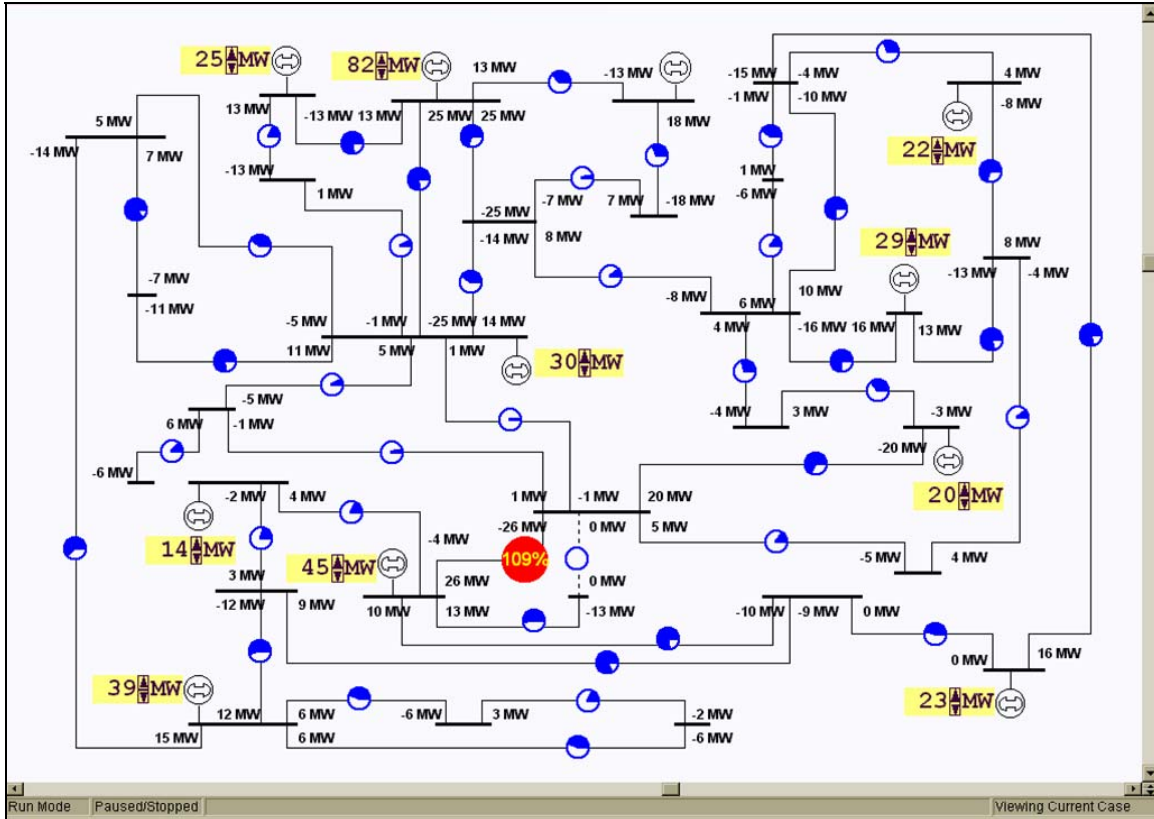 25 MW
82 MW
13 MW
-13 MW
-15 MW
-4 MW
4 MW
-1 MW
-10 MW
-8 MW
13 MW
-13 MW
13 MW
25 MW
25 MW
18 MW
5 MW
-14 MW
7 MW
22 MW
-13 MW
1 MW
1 MW
-6 MW
-7 MW
7 MW
-18 MW
-25 MW
-14 MW
8 MW
29 MW
8 MW
-13 MW
-4 MW
-7 MW
-11 MW
-8 MW
6 MW
10 MW
4 MW
-16 MW
16 MW
13 MW
-5 MW
-1 MW
-25 MW
14 MW
11 MW
5 MW
1 MW
30 MW
-5 MW
6 MW
-1 MW
-4 MW
3 MW
-3 MW
-20 MW
-6 MW
-2 MW
4 MW
20 MW
1 MW
-1 MW
20 MW
-26 MW
0 MW
5 MW
14 MW
-4 MW
109%
45 MW
-5 MW
4 MW
3 MW
26 MW
0 MW
-12 MW
9 MW
10 MW
13 MW
-13 MW
-10 MW
-9 MW
0 MW
0 MW
16 MW
39 MW
23 MW
12 MW
6 MW
-6 MW
3 MW
-2 MW
15 MW
6 MW
-6 MW
Run Mode
Paused/Stopped
Viewing Current Case